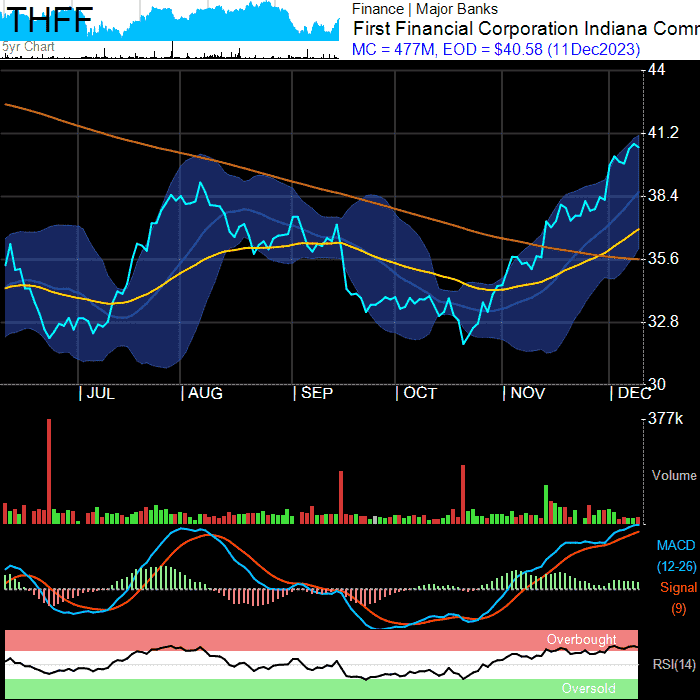 THFF
5yr Chart
Finance | Major Banks
First Financial Corporation Indiana Comr
MC = 477M, EOD = $40.58 (11Dec2023)
44
41.2
38.4
35.6
32.8
30
| JUL | AUG | SEP | OCT | NOV | DEC
377k
Volume
MACD
(12-26)
Signal
(9)
Overbought
RSI(14)
Oversold